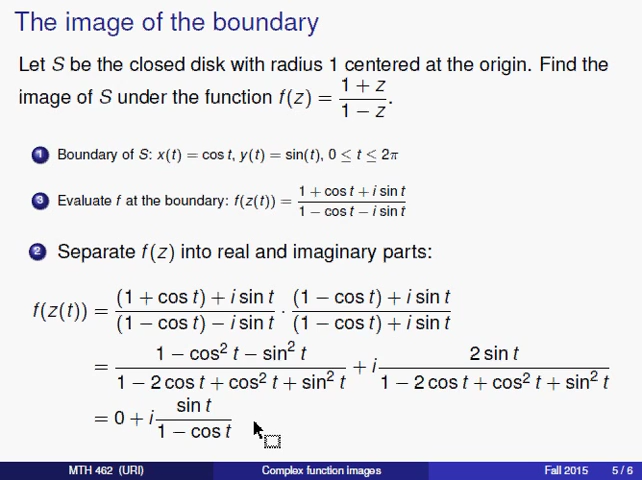 The image of the boundary
Let S be the closed disk with radius 1 centered at the origin. Find the
image of S under the function f(z) = (1 + z)/(1 − z).
1 Boundary of S: x(t) = cos t, y(t) = sin(t), 0 ≤ t ≤ 2π
3 Evaluate f at the boundary: f(z(t)) = (1 + cos t + i sin t)/(1 − cos t − i sin t)
2 Separate f(z) into real and imaginary parts:
f(z(t)) = ((1 + cos t) + i sin t)/((1 − cos t) − i sin t) · ((1 − cos t) + i sin t)/((1 − cos t) + i sin t)
= (1 − cos² t − sin² t)/(1 − 2 cos t + cos² t + sin² t) + i (2 sin t)/(1 − 2 cos t + cos² t + sin² t)
= 0 + i (sin t)/(1 − cos t)
MTH 462 (URI) Complex function images Fall 2015 5 / 6